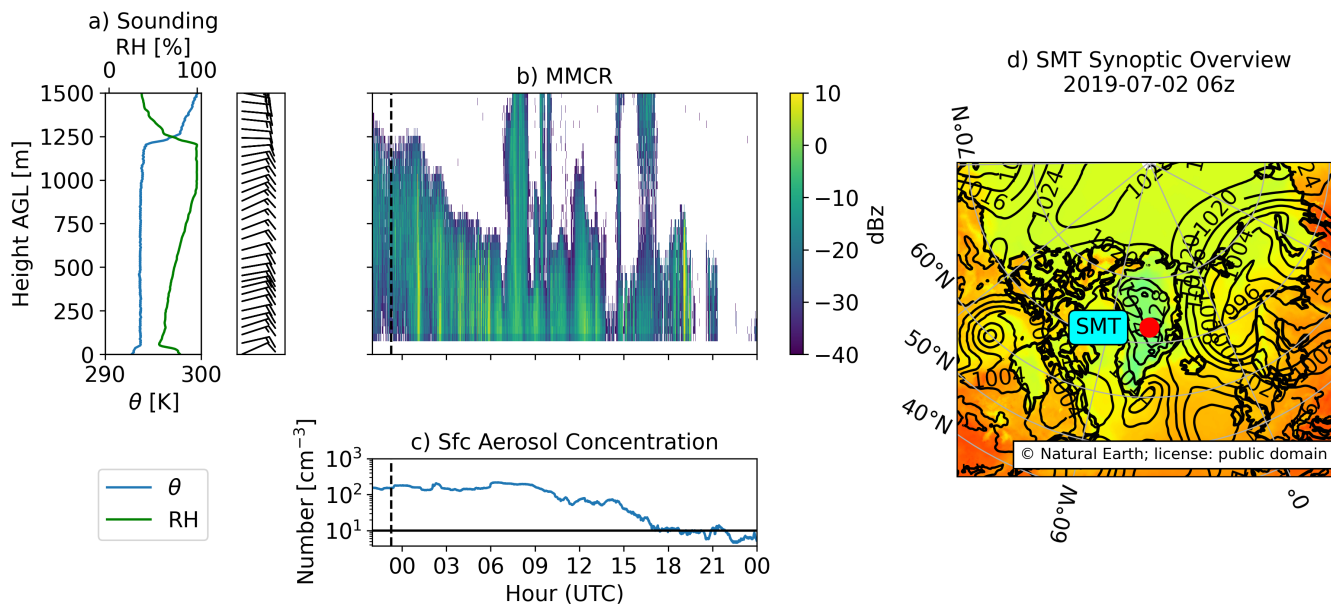 a) Sounding
RH [%]
0 100
1500
1250
1000
750
500
250
0
Height AGL [m]
290 300
θ [K]
θ
RH
b) MMCR
10
0
−10
−20
−30
−40
dBz
c) Sfc Aerosol Concentration
Number [cm⁻³]
10³
10²
10¹
00 03 06 09 12 15 18 21 00
Hour (UTC)
d) SMT Synoptic Overview
2019-07-02 06z
70°N
60°N
50°N
40°N
60°W
0°
1016
1024
1020
1004
996
SMT
© Natural Earth; license: public domain